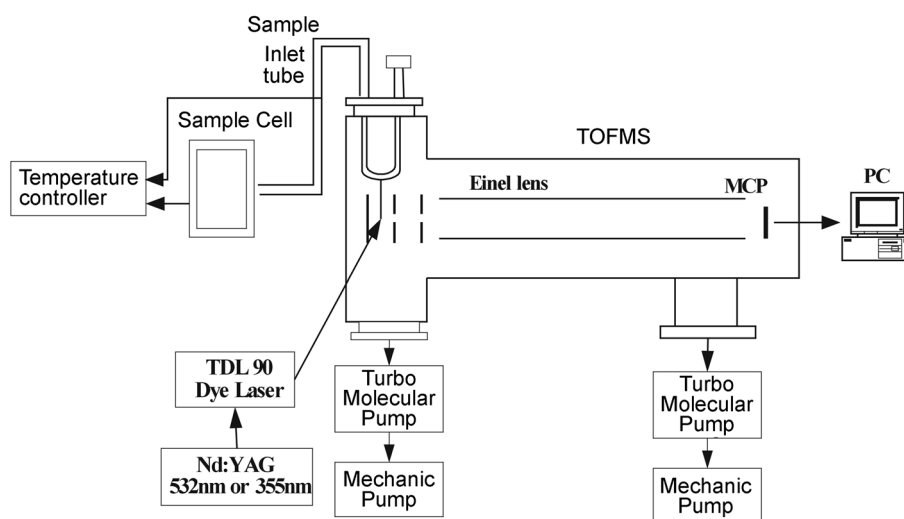 Sample
Inlet
tube
Sample Cell
Temperature
controller
TOFMS
Einel lens
MCP
PC
TDL 90
Dye Laser
Nd:YAG
532nm or 355nm
Turbo
Molecular
Pump
Mechanic
Pump
Turbo
Molecular
Pump
Mechanic
Pump